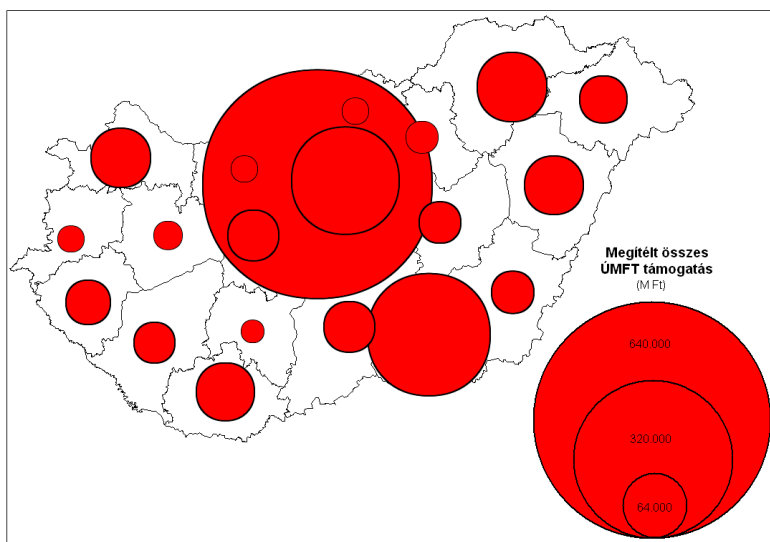 Megítélt összes
ÚMFT támogatás
(M Ft)
640.000
320.000
64.000